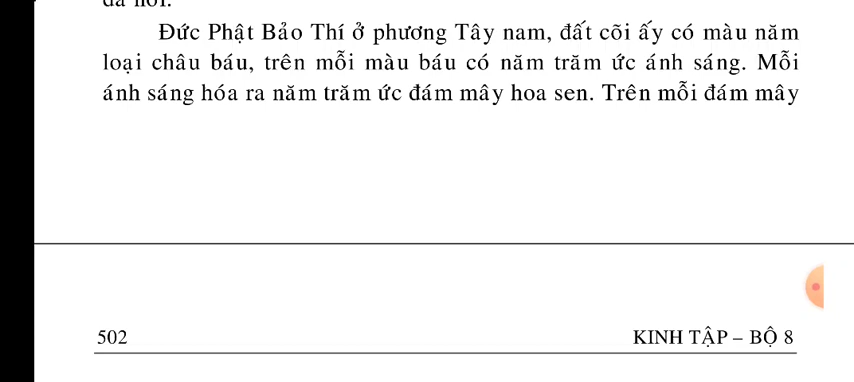 Đức Phật Bảo Thí ở phương Tây nam, đất cõi ấy có màu năm
loại châu báu, trên mỗi màu báu có năm trăm ức ánh sáng. Mỗi
ánh sáng hóa ra năm trăm ức đám mây hoa sen. Trên mỗi đám mây
502
KINH TẬP – BỘ 8